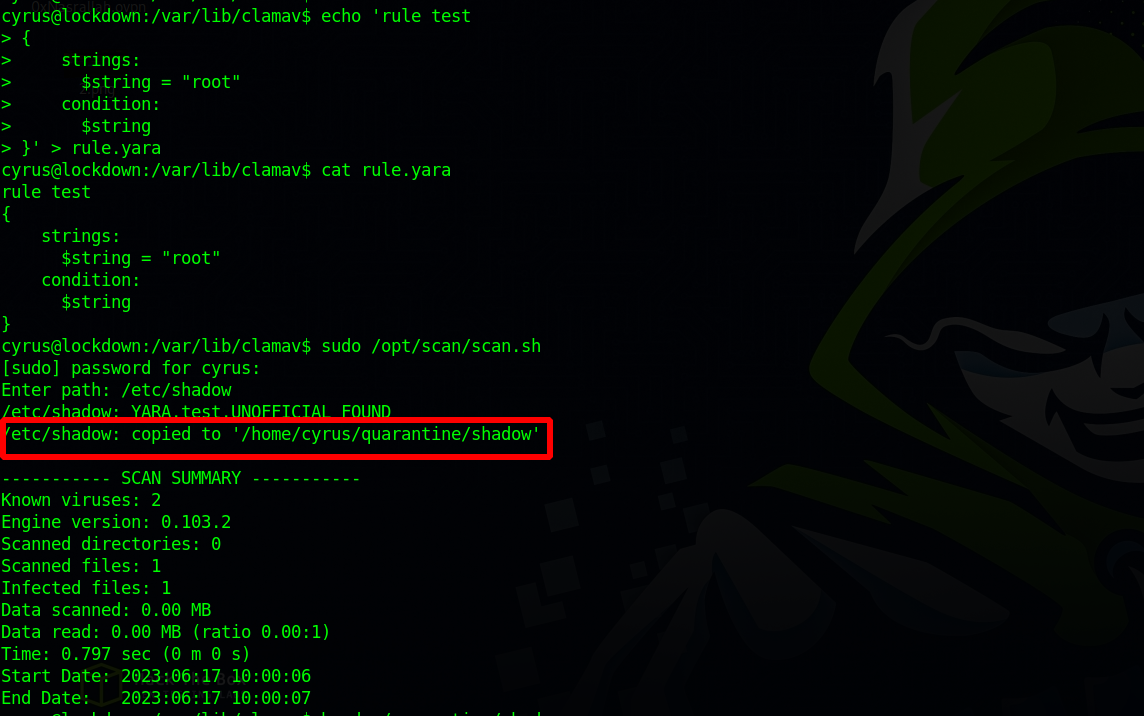 cyrus@lockdown:/var/lib/clamav$ echo 'rule test
> {
>     strings:
>       $string = "root"
>     condition:
>       $string
> }' > rule.yara
cyrus@lockdown:/var/lib/clamav$ cat rule.yara
rule test
{
    strings:
      $string = "root"
    condition:
      $string
}
cyrus@lockdown:/var/lib/clamav$ sudo /opt/scan/scan.sh
[sudo] password for cyrus:
Enter path: /etc/shadow
/etc/shadow: YARA.test.UNOFFICIAL FOUND
/etc/shadow: copied to '/home/cyrus/quarantine/shadow'
----------- SCAN SUMMARY -----------
Known viruses: 2
Engine version: 0.103.2
Scanned directories: 0
Scanned files: 1
Infected files: 1
Data scanned: 0.00 MB
Data read: 0.00 MB (ratio 0.00:1)
Time: 0.797 sec (0 m 0 s)
Start Date: 2023:06:17 10:00:06
End Date:   2023:06:17 10:00:07